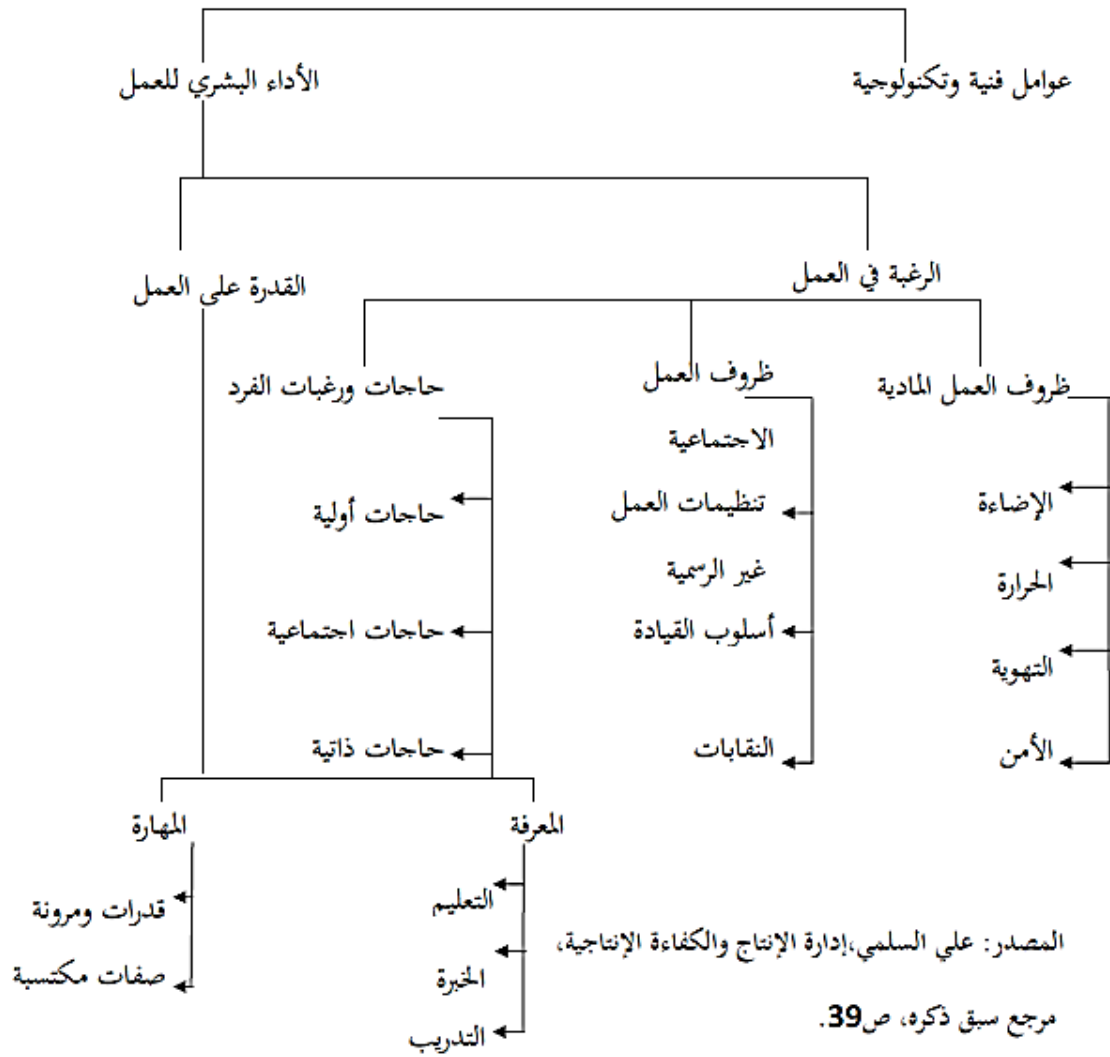 عوامل فنية وتكنولوجية
الأداء البشري للعمل
الرغبة في العمل
القدرة على العمل
ظروف العمل المادية
الإضاءة
الحرارة
التهوية
الأمن
ظروف العمل
الاجتماعية
تنظيمات العمل
غير الرسمية
أسلوب القيادة
النقابات
حاجات ورغبات الفرد
حاجات أولية
حاجات اجتماعية
حاجات ذاتية
المعرفة
التعليم
الخبرة
التدريب
المهارة
قدرات ومرونة
صفات مكتسبة
المصدر: علي السلمي،إدارة الإنتاج والكفاءة الإنتاجية،
مرجع سبق ذكره، ص39.